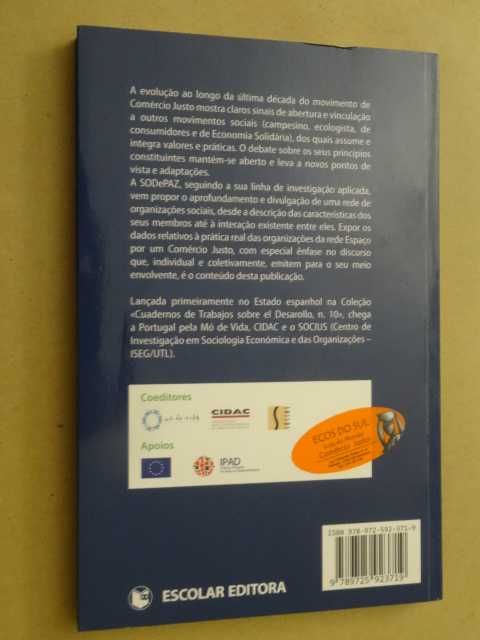 A evolução ao longo da última década do movimento de
Comércio Justo mostra claros sinais de abertura e vinculação
a outros movimentos sociais (campesino, ecologista, de
consumidores e de Economia Solidária), dos quais assume e
integra valores e práticas. O debate sobre os seus princípios
constituintes mantém-se aberto e leva a novos pontos de
vista e adaptações.
A SODePAZ, seguindo a sua linha de investigação aplicada,
vem propor o aprofundamento e divulgação de uma rede de
organizações sociais, desde a descrição das características dos
seus membros até à interação existente entre eles. Expor os
dados relativos à prática real das organizações da rede Espaço
por um Comércio Justo, com especial ênfase no discurso
que, individual e coletivamente, emitem para o seu meio
envolvente, é o conteúdo desta publicação.
Lançada primeiramente no Estado espanhol na Coleção
«Cuadernos de Trabajos sobre el Desarollo, n. 10», chega
a Portugal pela Mó de Vida, CIDAC e o SOCIUS (Centro de
Investigação em Sociologia Económica e das Organizações –
ISEG/UTL).
Coeditores
mó de vida
CIDAC
Apoios
IPAD
ECOS DO SUL
Comércio Justo
ISBN 978-972-592-371-9
9 789725 923719
ESCOLAR EDITORA